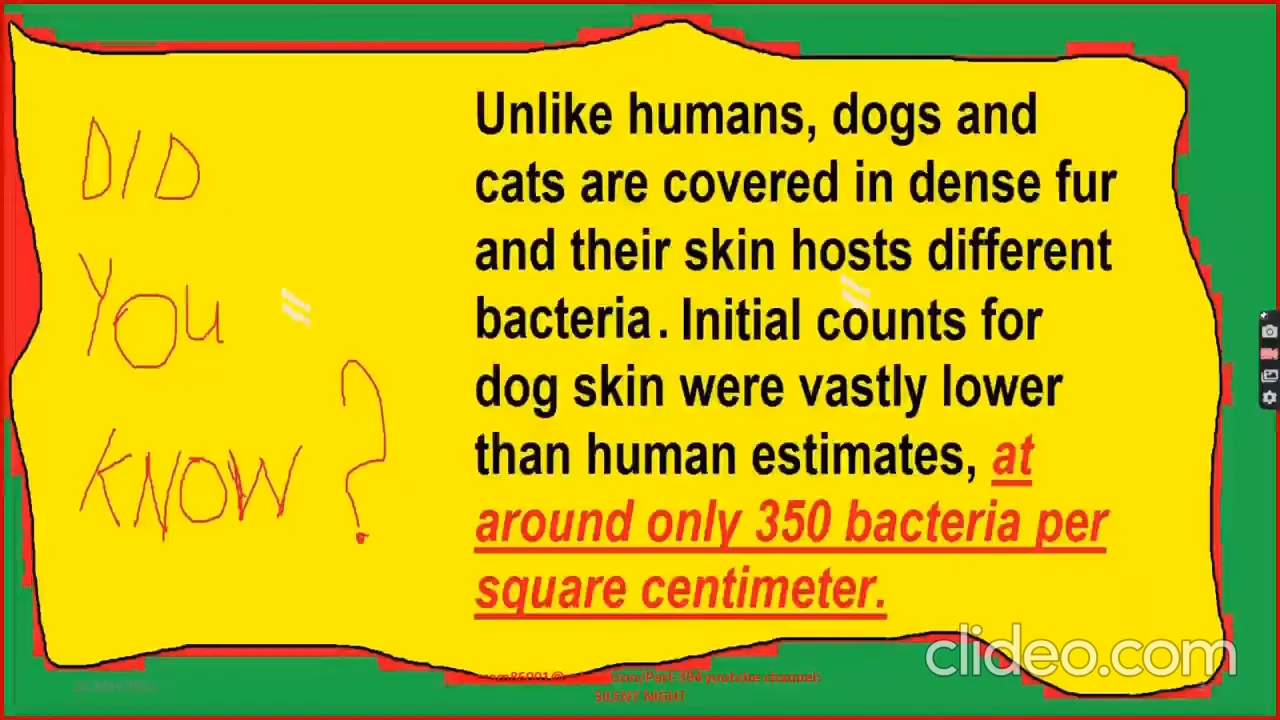 DID
YOU
KNOW ?
Unlike humans, dogs and
cats are covered in dense fur
and their skin hosts different
bacteria. Initial counts for
dog skin were vastly lower
than human estimates, at
around only 350 bacteria per
square centimeter.
clideo.com
SILENT NIGHT